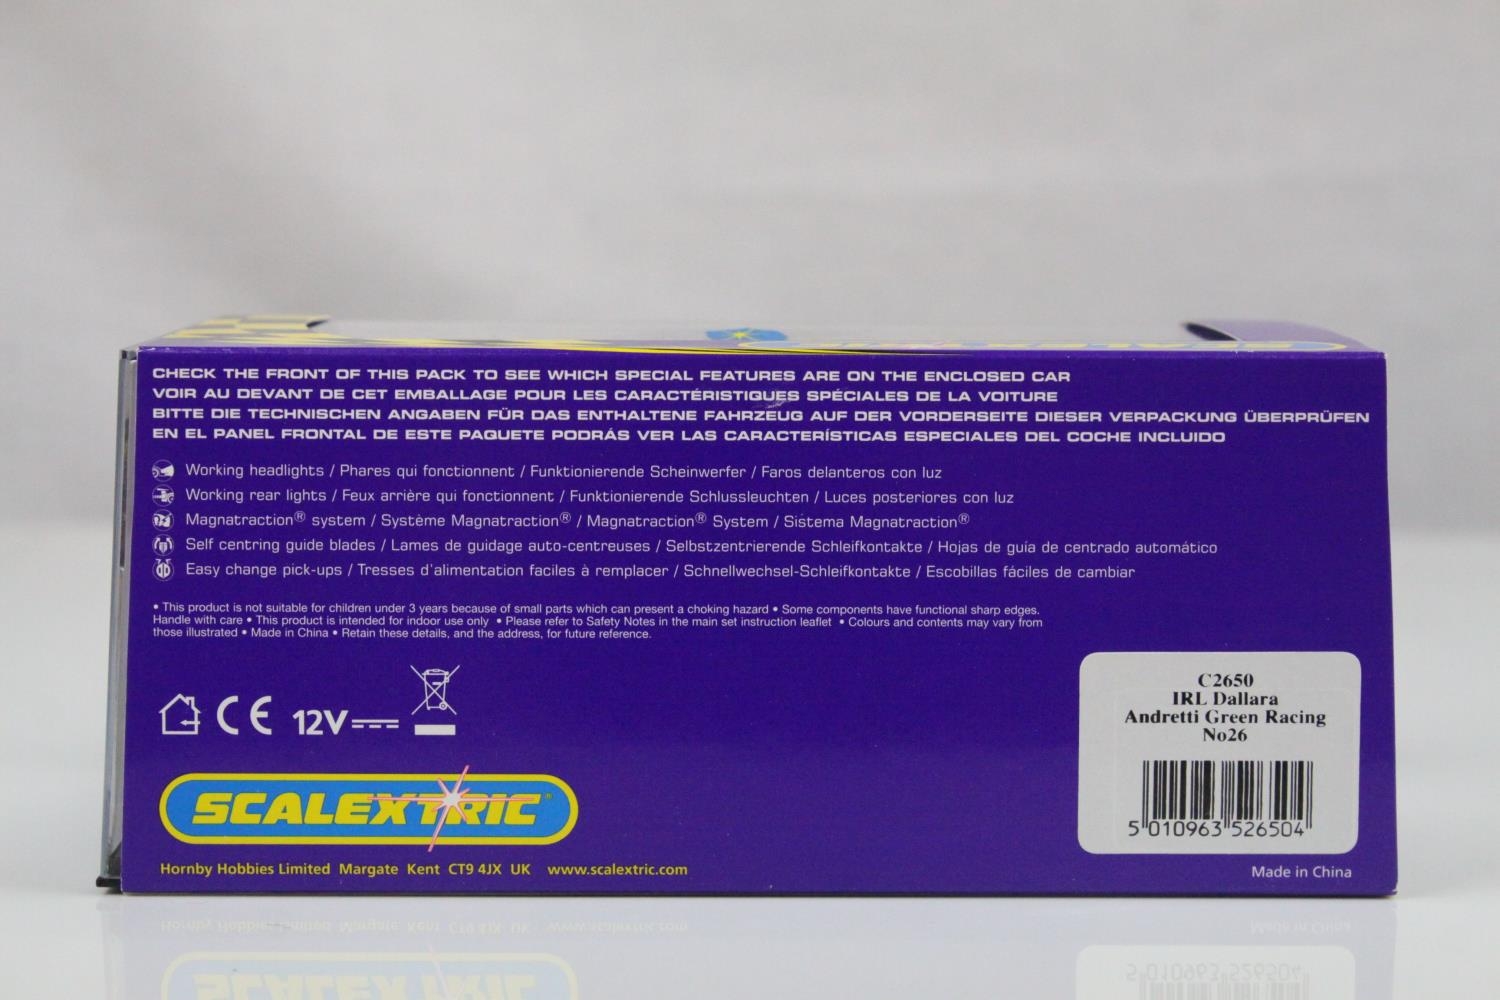 CHECK THE FRONT OF THIS PACK TO SEE WHICH SPECIAL FEATURES ARE ON THE ENCLOSED CAR
VOIR AU DEVANT DE CET EMBALLAGE POUR LES CARACTÉRISTIQUES SPÉCIALES DE LA VOITURE
BITTE DIE TECHNISCHEN ANGABEN FÜR DAS ENTHALTENE FAHRZEUG AUF DER VORDERSEITE DIESER VERPACKUNG ÜBERPRÜFEN
EN EL PANEL FRONTAL DE ESTE PAQUETE PODRÁS VER LAS CARACTERÍSTICAS ESPECIALES DEL COCHE INCLUIDO
Working headlights / Phares qui fonctionnent / Funktionierende Scheinwerfer / Faros delanteros con luz
Working rear lights / Feux arrière qui fonctionnent / Funktionierende Schlussleuchten / Luces posteriores con luz
Magnatraction® system / Système Magnatraction® / Magnatraction® System / Sistema Magnatraction®
Self centring guide blades / Lames de guidage auto-centreuses / Selbstzentrierende Schleifkontakte / Hojas de guía de centrado automático
Easy change pick-ups / Tresses d'alimentation faciles à remplacer / Schnellwechsel-Schleifkontakte / Escobillas fáciles de cambiar
• This product is not suitable for children under 3 years because of small parts which can present a choking hazard • Some components have functional sharp edges.
Handle with care • This product is intended for indoor use only • Please refer to Safety Notes in the main set instruction leaflet • Colours and contents may vary from
those illustrated • Made in China • Retain these details, and the address, for future reference.
CE 12V
SCALEXTRIC®
Hornby Hobbies Limited Margate Kent CT9 4JX UK www.scalextric.com
C2650
IRL Dallara
Andretti Green Racing
No26
5 010963 526504
Made in China